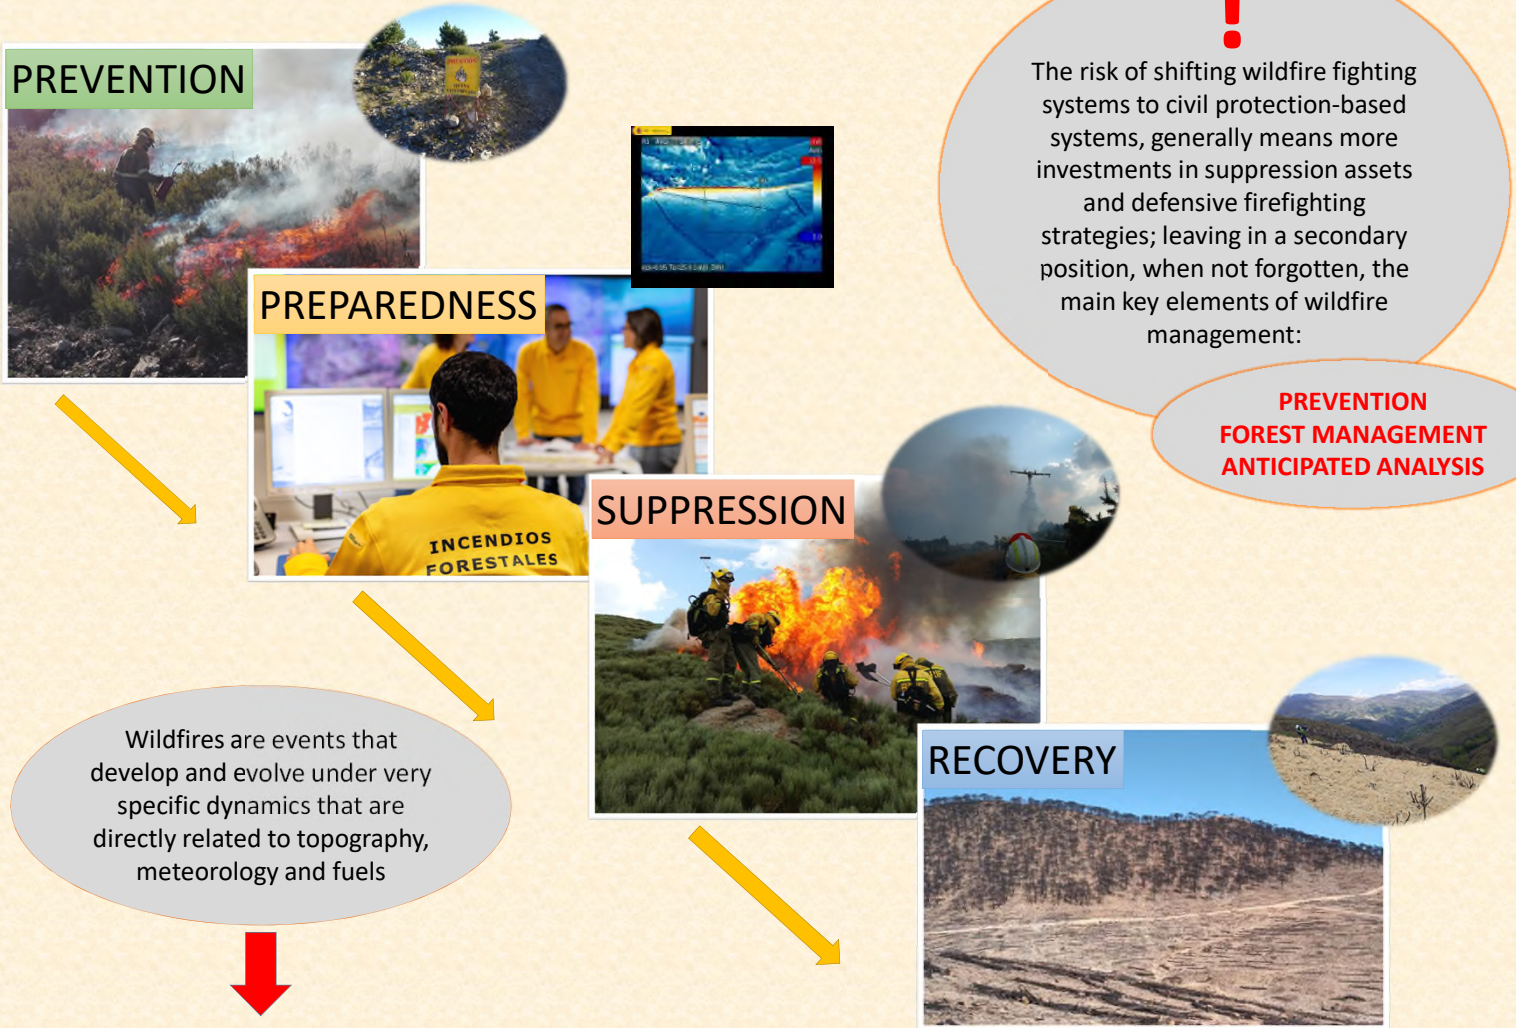 PREVENTION
!
The risk of shifting wildfire fighting
systems to civil protection-based
systems, generally means more
investments in suppression assets
and defensive firefighting
strategies; leaving in a secondary
position, when not forgotten, the
main key elements of wildfire
management:
PREVENTION
FOREST MANAGEMENT
ANTICIPATED ANALYSIS
PREPAREDNESS
INCENDIOS
FORESTALES
SUPPRESSION
Wildfires are events that
develop and evolve under very
specific dynamics that are
directly related to topography,
meteorology and fuels
RECOVERY